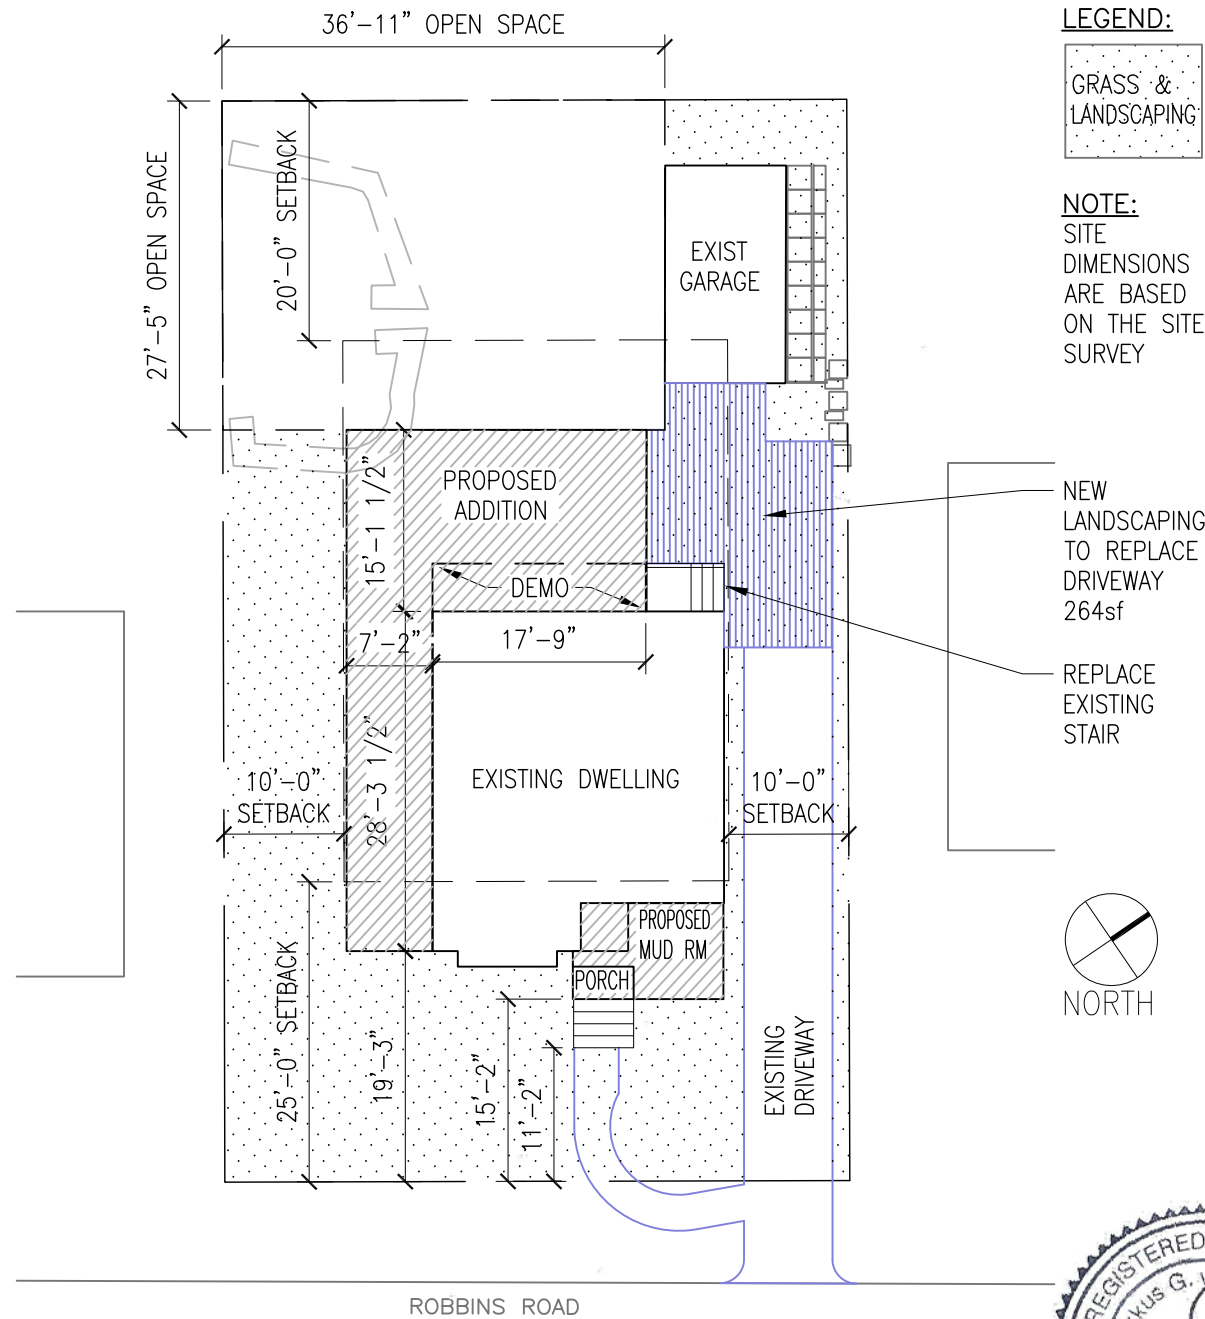 36'-11" OPEN SPACE
LEGEND:
GRASS &
LANDSCAPING
NOTE:
SITE
DIMENSIONS
ARE BASED
ON THE SITE
SURVEY
27'-5" OPEN SPACE
20'-0" SETBACK
EXIST
GARAGE
PROPOSED
ADDITION
15'-1 1/2"
DEMO
NEW
LANDSCAPING
TO REPLACE
DRIVEWAY
264sf
7'-2"
17'-9"
REPLACE
EXISTING
STAIR
28'-3 1/2"
EXISTING DWELLING
10'-0"
SETBACK
10'-0"
SETBACK
PROPOSED
MUD RM
PORCH
NORTH
25'-0" SETBACK
19'-3"
15'-2"
11'-2"
EXISTING
DRIVEWAY
ROBBINS ROAD
REGISTERED